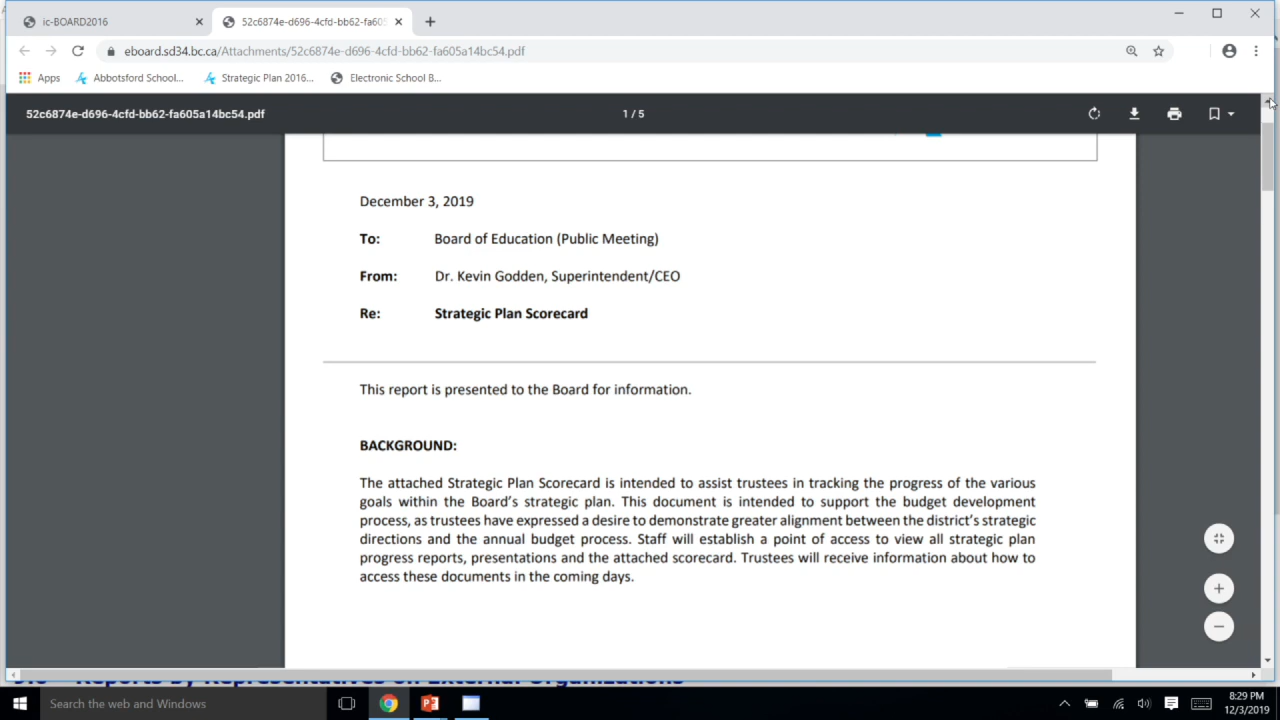 ic-BOARD2016
52c6874e-d696-4cfd-bb62-fa605
eboard.sd34.bc.ca/Attachments/52c6874e-d696-4cfd-bb62-fa605a14bc54.pdf
Apps Abbotsford School... Strategic Plan 2016... Electronic School B...
52c6874e-d696-4cfd-bb62-fa605a14bc54.pdf 1 / 5
December 3, 2019
To: Board of Education (Public Meeting)
From: Dr. Kevin Godden, Superintendent/CEO
Re: Strategic Plan Scorecard
This report is presented to the Board for information.
BACKGROUND:
The attached Strategic Plan Scorecard is intended to assist trustees in tracking the progress of the various
goals within the Board's strategic plan. This document is intended to support the budget development
process, as trustees have expressed a desire to demonstrate greater alignment between the district's strategic
directions and the annual budget process. Staff will establish a point of access to view all strategic plan
progress reports, presentations and the attached scorecard. Trustees will receive information about how to
access these documents in the coming days.
Reports by Representatives of External Organizations
Search the web and Windows
8:29 PM
12/3/2019